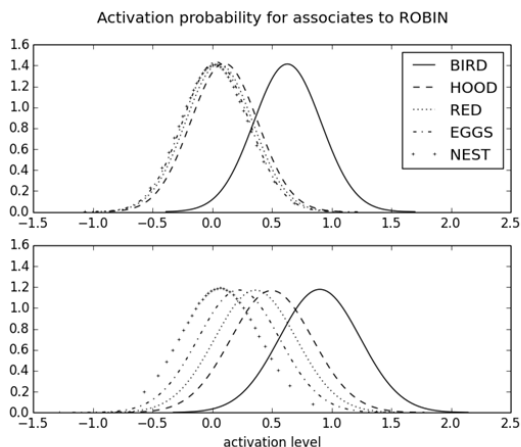 Activation probability for associates to ROBIN
1.6
1.4
1.2
1.0
0.8
0.6
0.4
0.2
0.0
BIRD
HOOD
RED
EGGS
NEST
-1.5 -1.0 -0.5 0.0 0.5 1.0 1.5 2.0 2.5
1.6
1.4
1.2
1.0
0.8
0.6
0.4
0.2
0.0
-1.5 -1.0 -0.5 0.0 0.5 1.0 1.5 2.0 2.5
activation level